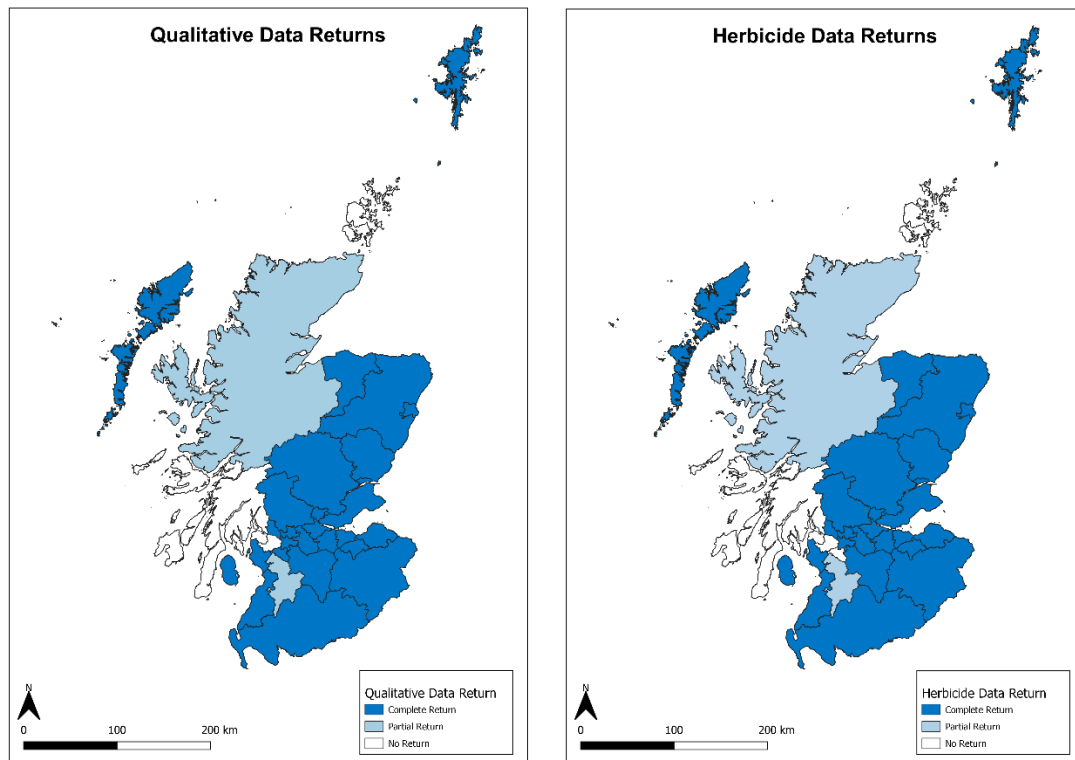 Qualitative Data Returns
N
0 100 200 km
Qualitative Data Return
Complete Return
Partial Return
No Return
Herbicide Data Returns
N
0 100 200 km
Herbicide Data Return
Complete Return
Partial Return
No Return